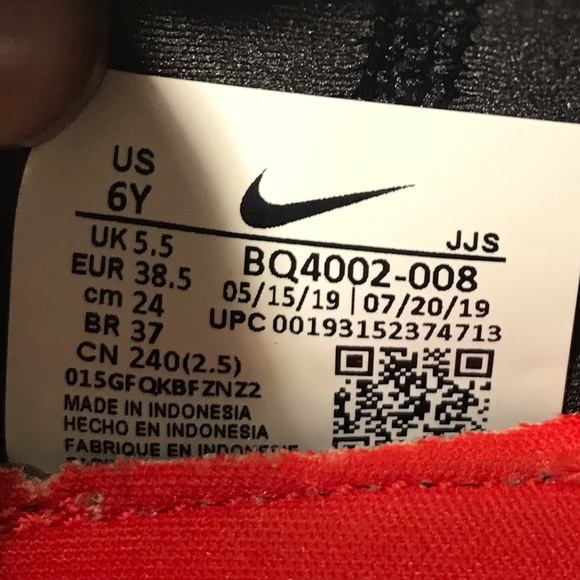 US
6Y
JJS
UK 5.5
EUR 38.5
cm 24
BR 37
CN 240(2.5)
BQ4002-008
05/15/19 | 07/20/19
UPC 00193152374713
015GFQKBFZNZ2
MADE IN INDONESIA
HECHO EN INDONESIA
FABRIQUE EN INDONESIE